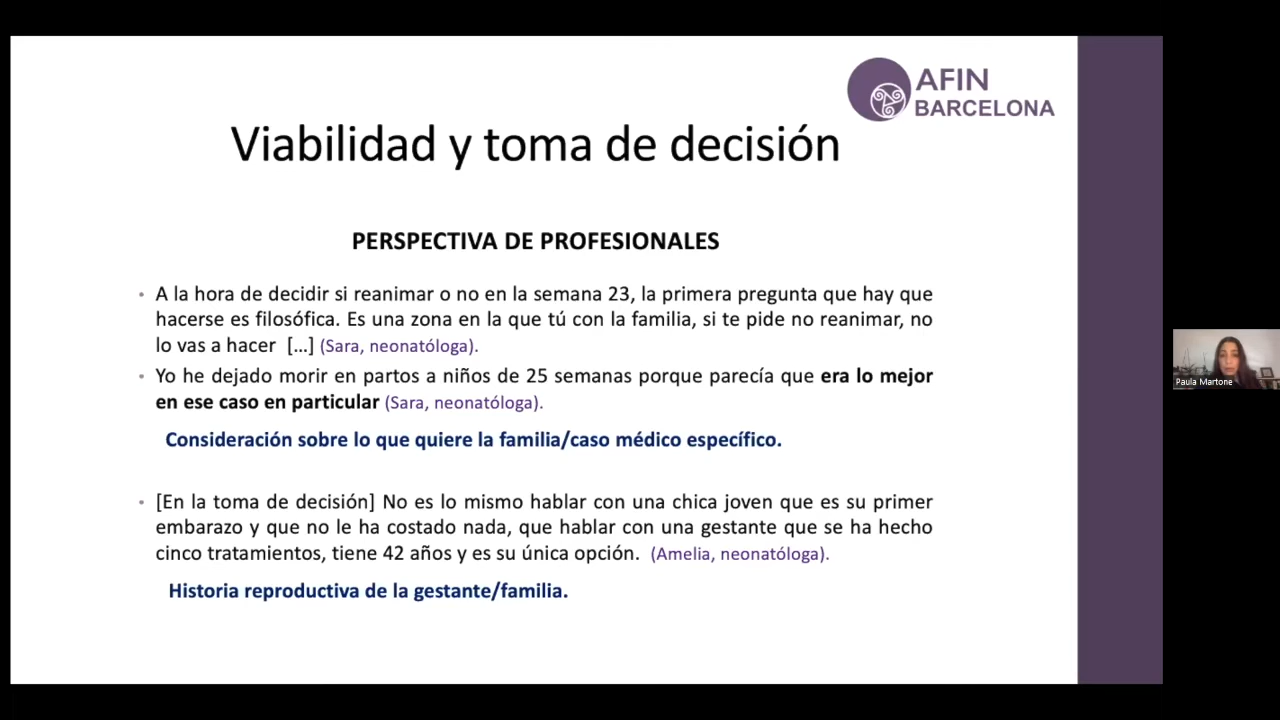 AFIN
BARCELONA
Viabilidad y toma de decisión
PERSPECTIVA DE PROFESIONALES
• A la hora de decidir si reanimar o no en la semana 23, la primera pregunta que hay que
hacerse es filosófica. Es una zona en la que tú con la familia, si te pide no reanimar, no
lo vas a hacer [...] (Sara, neonatóloga).
• Yo he dejado morir en partos a niños de 25 semanas porque parecía que era lo mejor
en ese caso en particular (Sara, neonatóloga).
Consideración sobre lo que quiere la familia/caso médico específico.
• [En la toma de decisión] No es lo mismo hablar con una chica joven que es su primer
embarazo y que no le ha costado nada, que hablar con una gestante que se ha hecho
cinco tratamientos, tiene 42 años y es su única opción. (Amelia, neonatóloga).
Historia reproductiva de la gestante/familia.
Paula Martone